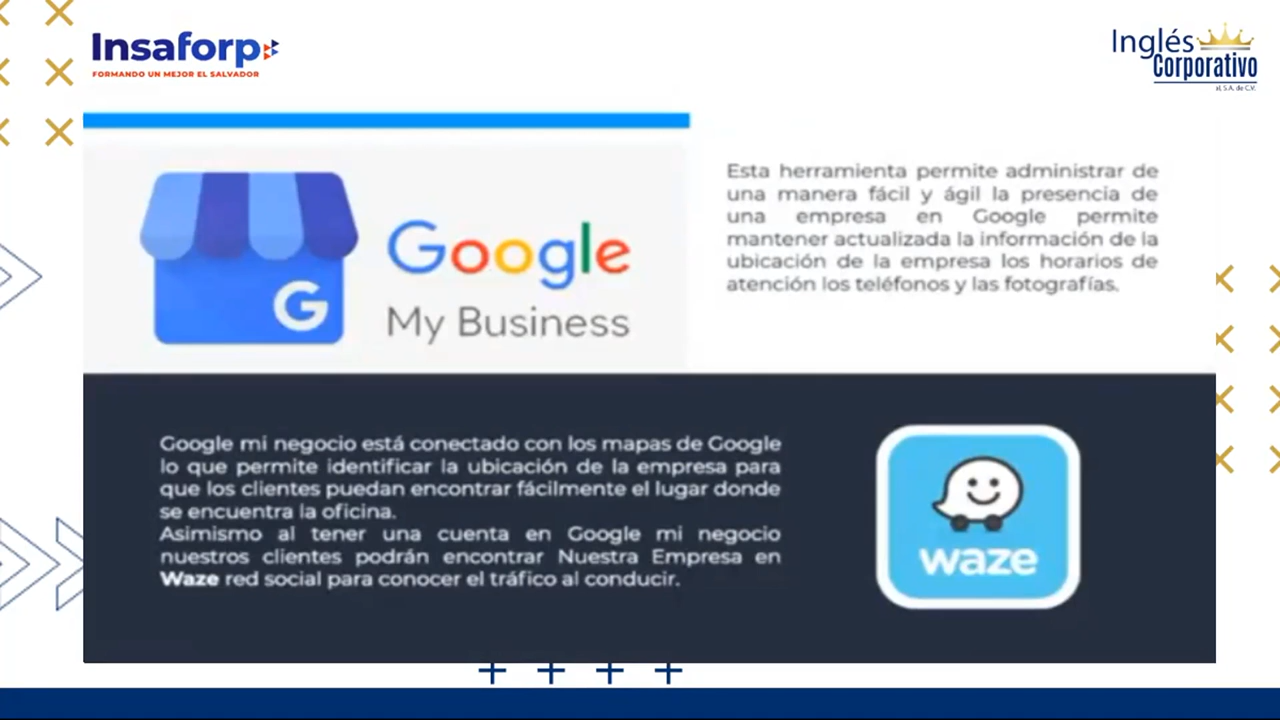 Insaforp
FORMANDO UN MEJOR EL SALVADOR
Inglés
Corporativo
al, S.A. de C.V.
G
Google
My Business
Esta herramienta permite administrar de
una manera fácil y ágil la presencia de
una empresa en Google permite
mantener actualizada la información de la
ubicación de la empresa los horarios de
atención los teléfonos y las fotografías.
Google mi negocio está conectado con los mapas de Google
lo que permite identificar la ubicación de la empresa para
que los clientes puedan encontrar fácilmente el lugar donde
se encuentra la oficina.
Asimismo al tener una cuenta en Google mi negocio
nuestros clientes podrán encontrar Nuestra Empresa en
Waze red social para conocer el tráfico al conducir.
waze